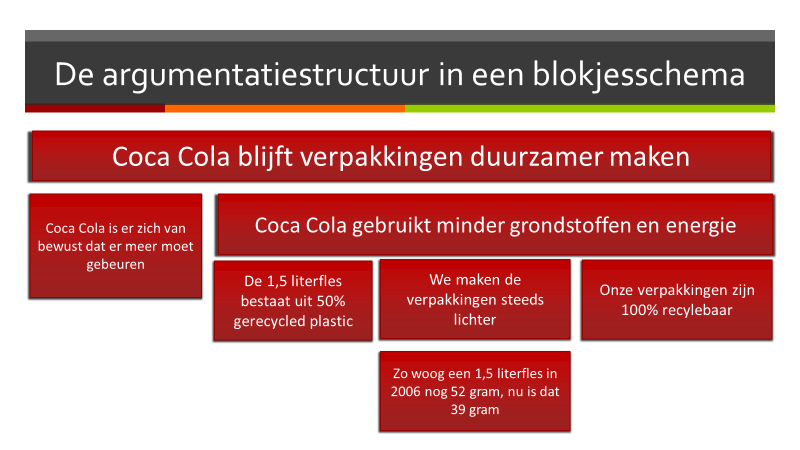 De argumentatiestructuur in een blokjesschema
Coca Cola blijft verpakkingen duurzamer maken
Coca Cola is er zich van
bewust dat er meer moet
gebeuren
Coca Cola gebruikt minder grondstoffen en energie
De 1,5 literfles
bestaat uit 50%
gerecycled plastic
We maken de
verpakkingen steeds
lichter
Onze verpakkingen zijn
100% recylebaar
Zo woog een 1,5 literfles in
2006 nog 52 gram, nu is dat
39 gram